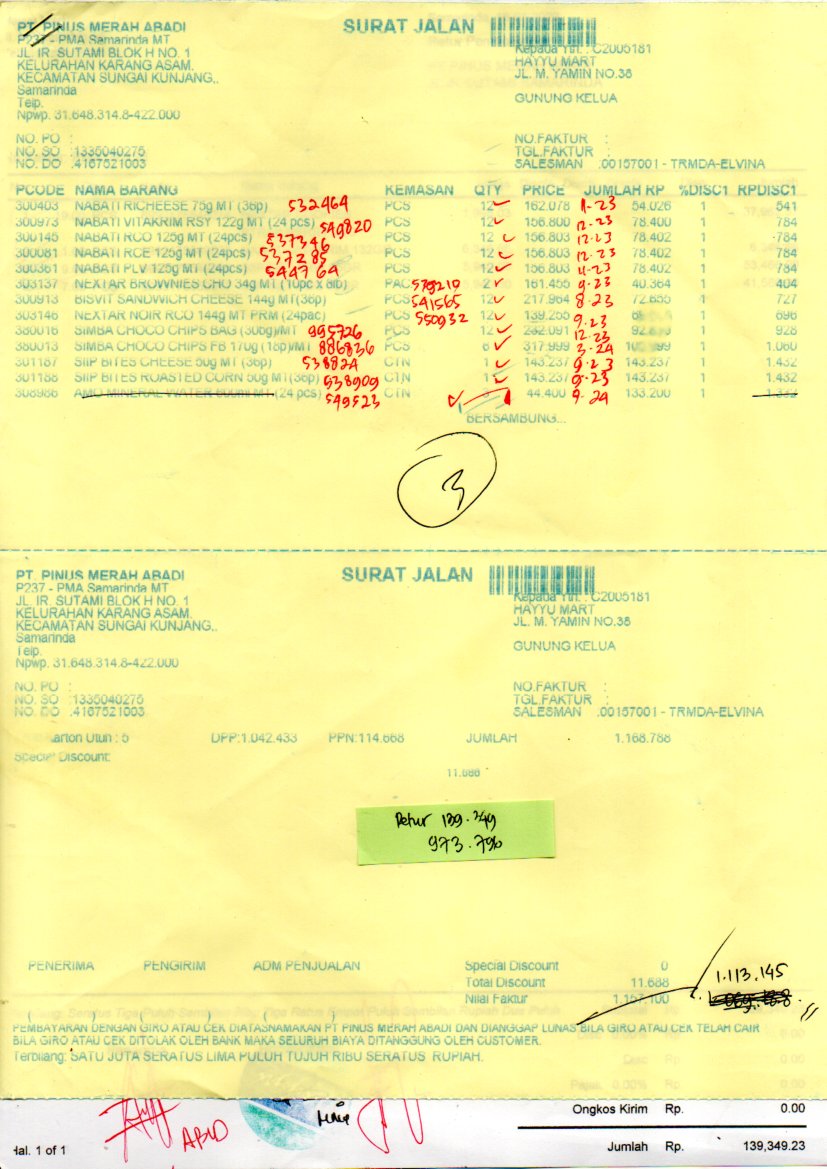 PT. PINUS MERAH ABADI
P237 - PMA Samarinda MT
JL. IR. SUTAMI BLOK H NO. 1
KELURAHAN KARANG ASAM.
KECAMATAN SUNGAI KUNJANG,.
Samarinda
Telp.
Npwp. 31.648.314.8-422.000
SURAT JALAN
Kepada Yth. : C2005181
HAYYU MART
JL. M. YAMIN NO.38
GUNUNG KELUA
NO. PO :
NO. SO :1335040275
NO. DO :4167521003
NO.FAKTUR :
TGL.FAKTUR :
SALESMAN :00157001 - TRMDA-ELVINA
PCODE NAMA BARANG KEMASAN QTY PRICE JUMLAH RP %DISC1 RPDISC1
300403 NABATI RICHEESE 75g MT (36p) 532464 PCS 12 162.078 11-23 54.026 1 541
300973 NABATI VITAKRIM RSY 122g MT (24 pcs) 549820 PCS 12 156.800 12-23 78.400 1 784
300145 NABATI RCO 125g MT (24pcs) 537346 PCS 12 156.803 12-23 78.402 1 784
300081 NABATI RCE 125g MT (24pcs) 537285 PCS 12 156.803 12-23 78.402 1 784
300361 NABATI PLV 125g MT (24pcs) 544764 PCS 12 156.803 78.402 1 784
303137 NEXTAR BROWNIES CHO 34g MT (10pc x 8ib) PAC 579210 2 161.455 9-23 40.364 1 404
300913 BISVIT SANDWICH CHEESE 144g MT(36p) 541565 12 217.964 8-23 72.655 1 727
303146 NEXTAR NOIR RCO 144g MT PRM (24pac) 550932 PCS 12 139.255 9-23 1 696
380016 SIMBA CHOCO CHIPS BAG (30bg)/MT 995726 PCS 12 232.091 12-23 1 928
380013 SIMBA CHOCO CHIPS FB 170g (18p)/MT 886836 PCS 6 317.999 3-24 1 1.060
301187 SIIP BITES CHEESE 50g MT (36p) 538824 CTN 1 143.237 9-23 143.237 1 1.432
301188 SIIP BITES ROASTED CORN 50g MT(36p) 538909 CTN 1 143.237 9-23 143.237 1 1.432
308986 AMO MINERAL WATER 600ml MT (24 pcs) 549523 CTN 44.400 9-24 133.200 1 1.332
BERSAMBUNG...
3
PT. PINUS MERAH ABADI
P237 - PMA Samarinda MT
JL. IR. SUTAMI BLOK H NO. 1
KELURAHAN KARANG ASAM.
KECAMATAN SUNGAI KUNJANG,.
Samarinda
Telp.
Npwp. 31.648.314.8-422.000
SURAT JALAN
Kepada Yth. : C2005181
HAYYU MART
JL. M. YAMIN NO.38
GUNUNG KELUA
NO. PO :
NO. SO :1335040275
NO. DO :4167521003
NO.FAKTUR :
TGL.FAKTUR :
SALESMAN :00157001 - TRMDA-ELVINA
Karton Utuh : 5 DPP:1.042.433 PPN:114.668 JUMLAH 1.168.788
Special Discount:
11.688
Retur 139.349
973.796
PENERIMA PENGIRIM ADM PENJUALAN
Special Discount 0
Total Discount 11.688
Nilai Faktur 1.157.100
1.113.145
( ) ( ) ( )
PEMBAYARAN DENGAN GIRO ATAU CEK DIATASNAMAKAN PT PINUS MERAH ABADI DAN DIANGGAP LUNAS BILA GIRO ATAU CEK TELAH CAIR
BILA GIRO ATAU CEK DITOLAK OLEH BANK MAKA SELURUH BIAYA DITANGGUNG OLEH CUSTOMER.
Terbilang: SATU JUTA SERATUS LIMA PULUH TUJUH RIBU SERATUS RUPIAH.
ABUD
Ongkos Kirim Rp. 0.00
Hal. 1 of 1
Jumlah Rp. 139,349.23